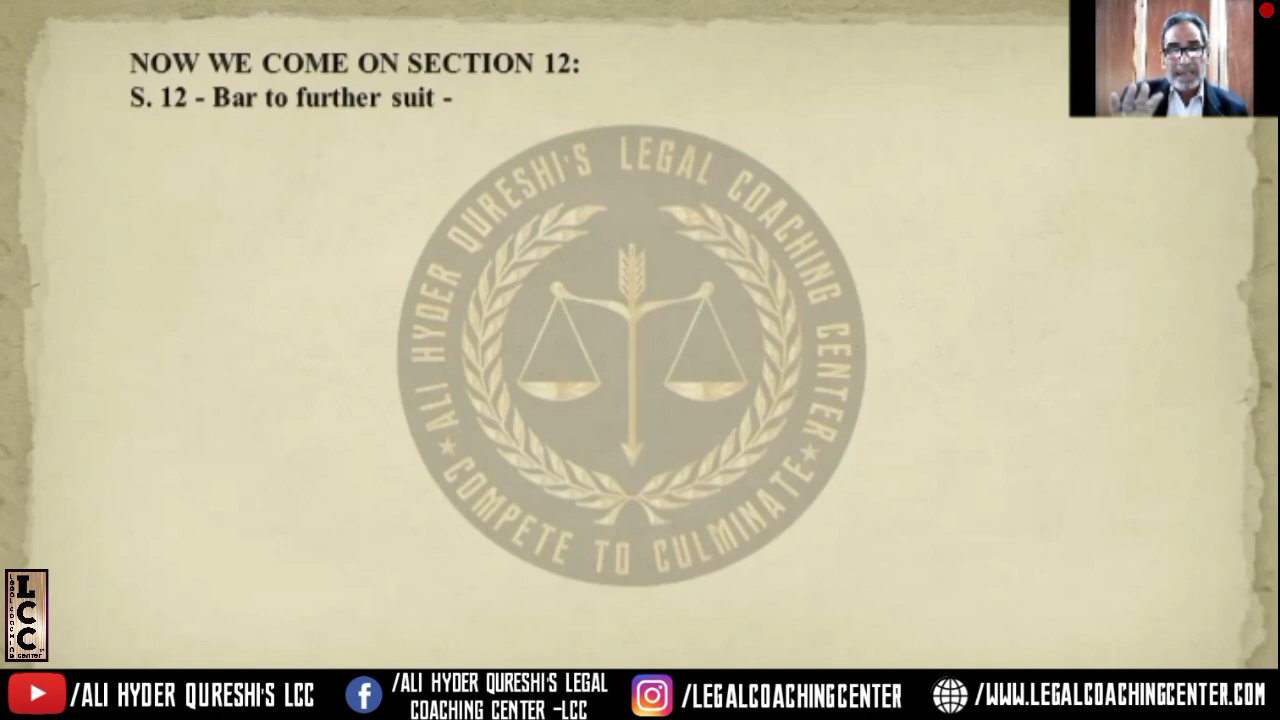 NOW WE COME ON SECTION 12:
S. 12 - Bar to further suit -
ALI HYDER QURESHI'S LEGAL COACHING CENTER
COMPETE TO CULMINATE
LCC
/ALI HYDER QURESHI'S LCC
/ALI HYDER QURESHI'S LEGAL
COACHING CENTER -LCC
/LEGALCOACHINGCENTER
/WWW.LEGALCOACHINGCENTER.COM